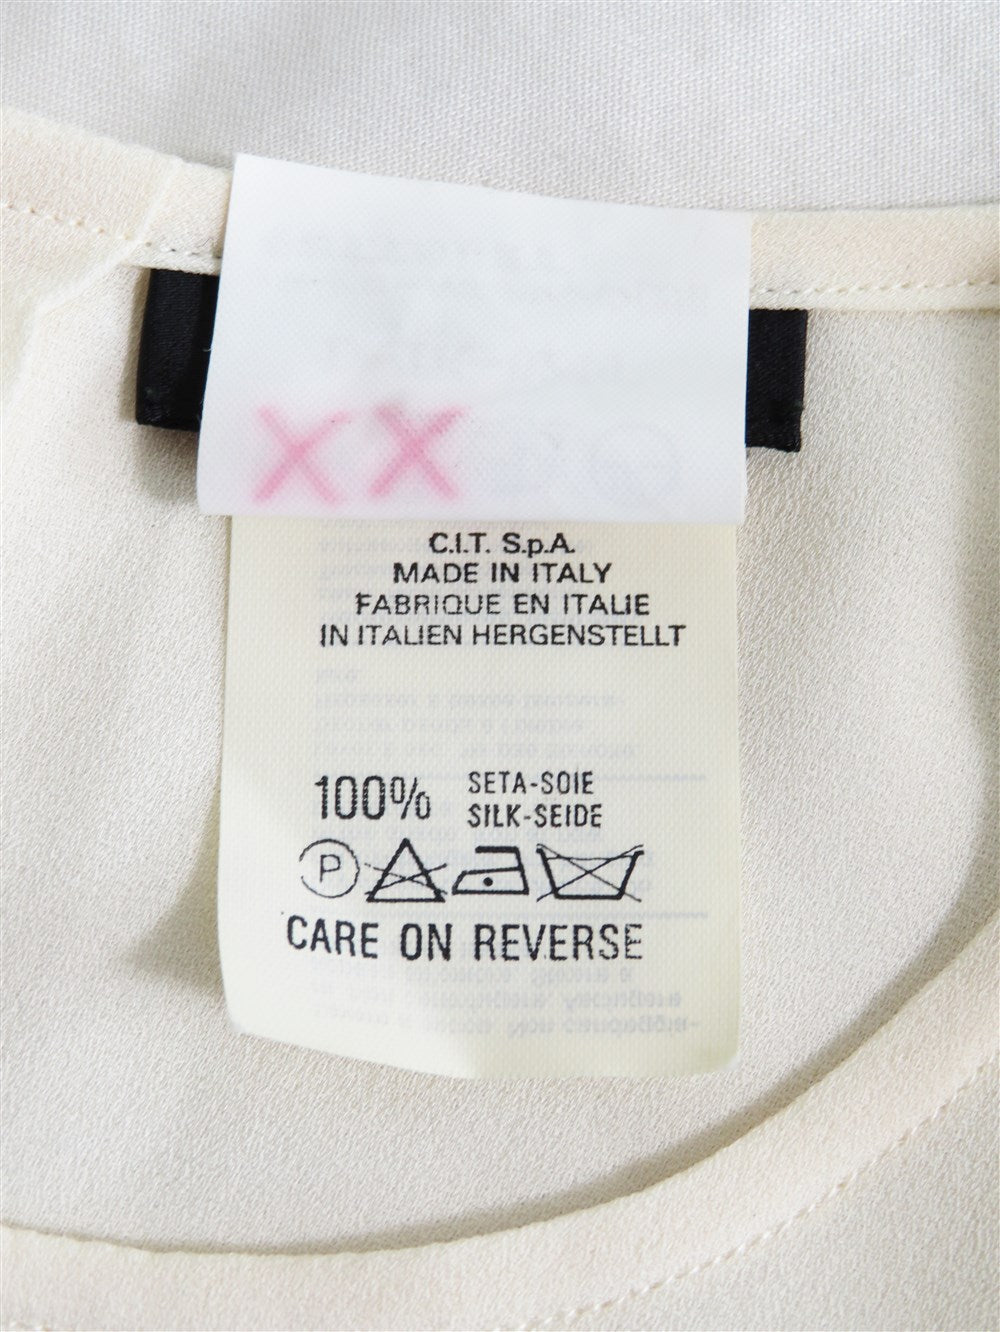 XX
C.I.T. S.p.A.
MADE IN ITALY
FABRIQUE EN ITALIE
IN ITALIEN HERGENSTELLT
100% SETA-SOIE
SILK-SEIDE
P
CARE ON REVERSE